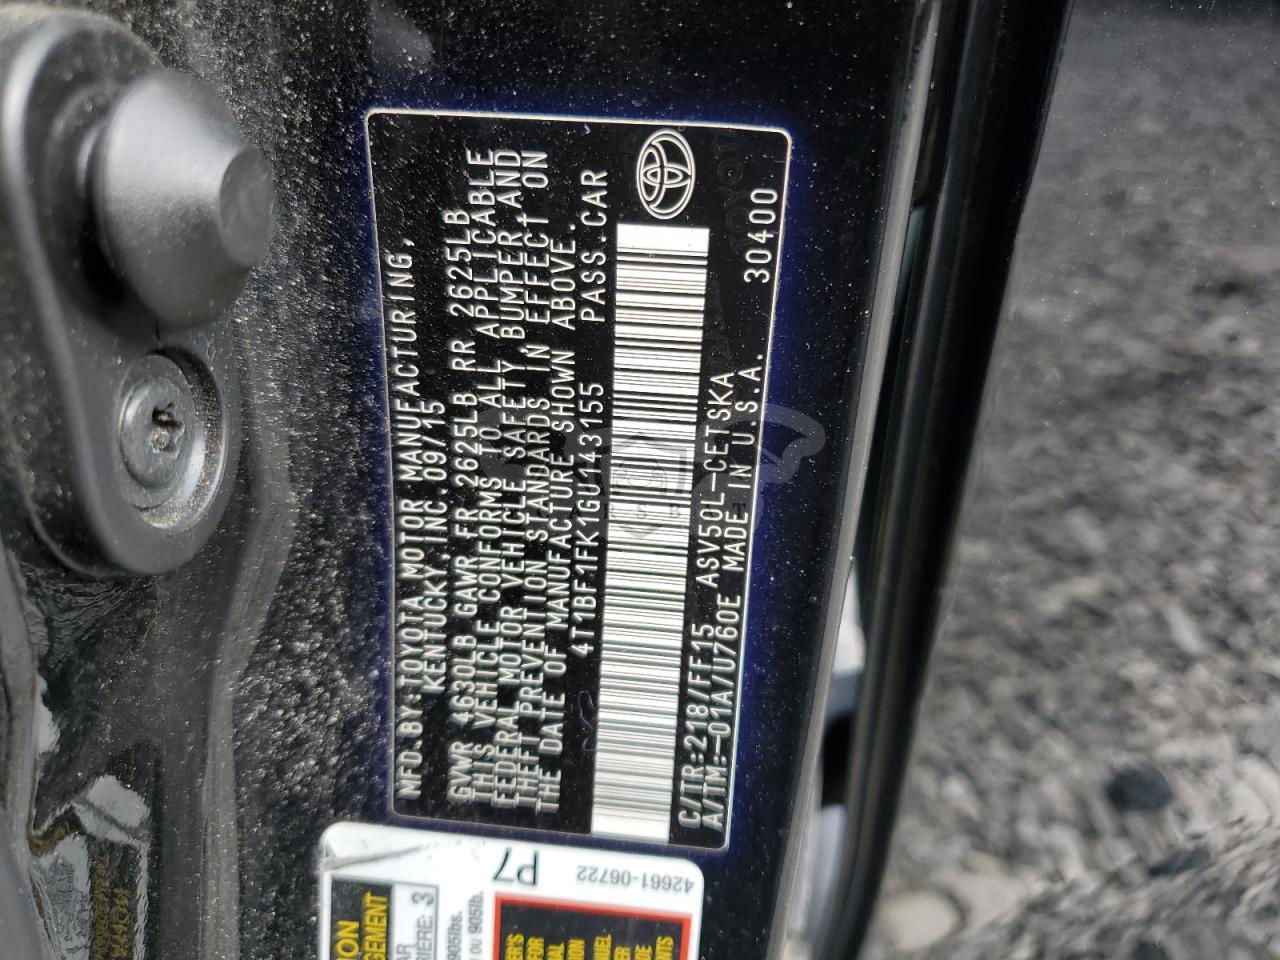 MFD.BY:TOYOTA MOTOR MANUFACTURING,
KENTUCKY, INC. 09/15
GVWR 4630LB GAWR FR 2625LB RR 2625LB
THIS VEHICLE CONFORMS TO ALL APPLICABLE
FEDERAL MOTOR VEHICLE SAFETY, BUMPER, AND
THEFT PREVENTION STANDARDS IN EFFECT ON
THE DATE OF MANUFACTURE SHOWN ABOVE.
4T1BF1FK1GU143155 PASS.CAR
C/TR:218/FF15 ASV50L-CETSKA 30400
A/TM:-01A/U760E MADE IN U.S.A.
P7
42661-06722